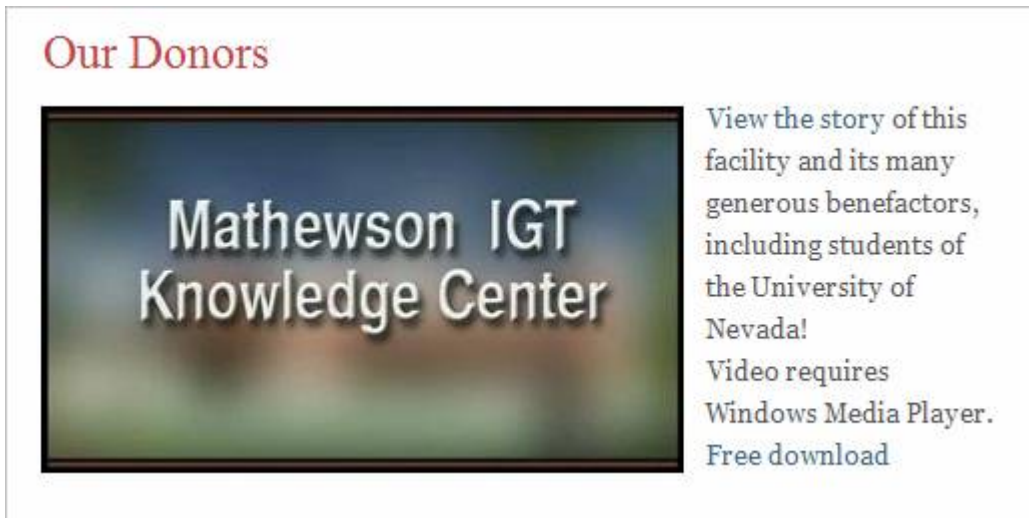 Our Donors
Mathewson IGT
Knowledge Center
View the story of this
facility and its many
generous benefactors,
including students of
the University of
Nevada!
Video requires
Windows Media Player.
Free download